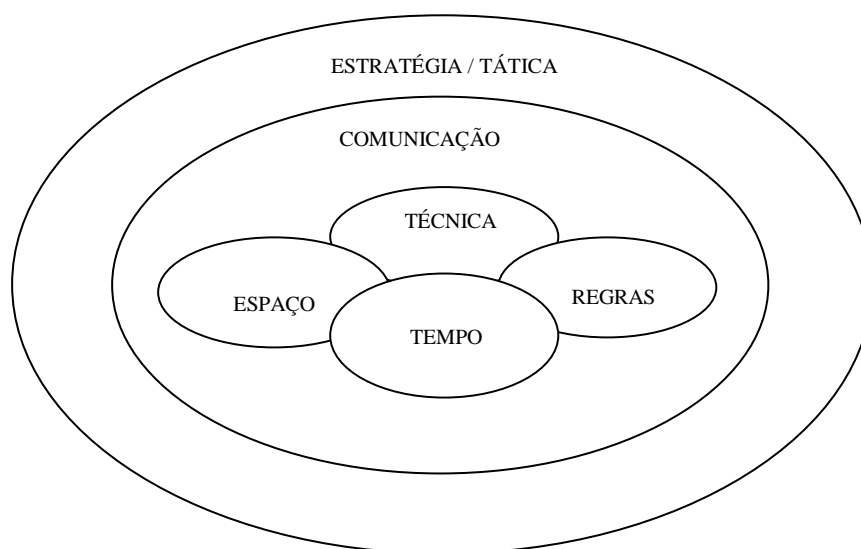 ESTRATÉGIA / TÁTICA
COMUNICAÇÃO
TÉCNICA
ESPAÇO
REGRAS
TEMPO